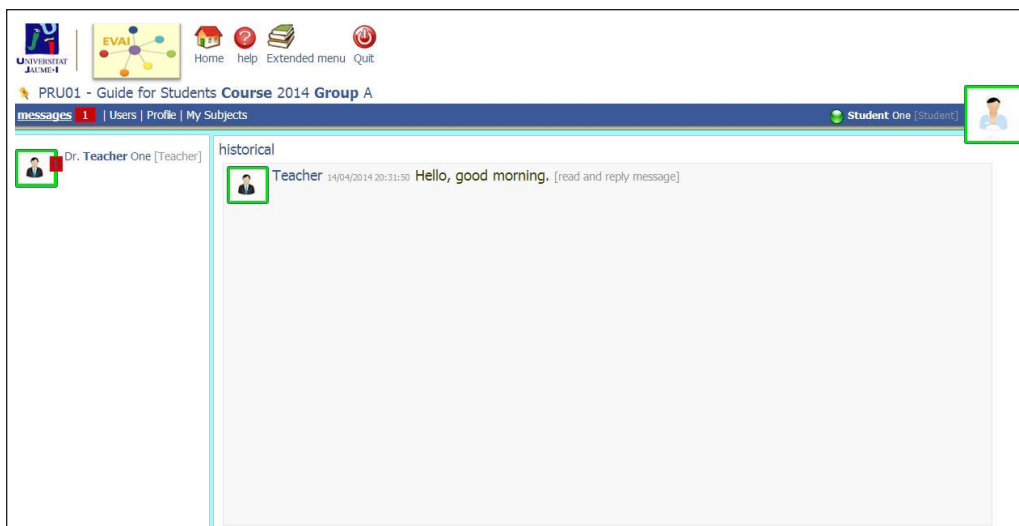 UNIVERSITAT
JAUME·I
EVAI
Home help Extended menu Quit
PRU01 - Guide for Students Course 2014 Group A
messages 1 | Users | Profile | My Subjects
Student One [Student]
Dr. Teacher One [Teacher]
historical
Teacher 14/04/2014 20:31:50 Hello, good morning. [read and reply message]